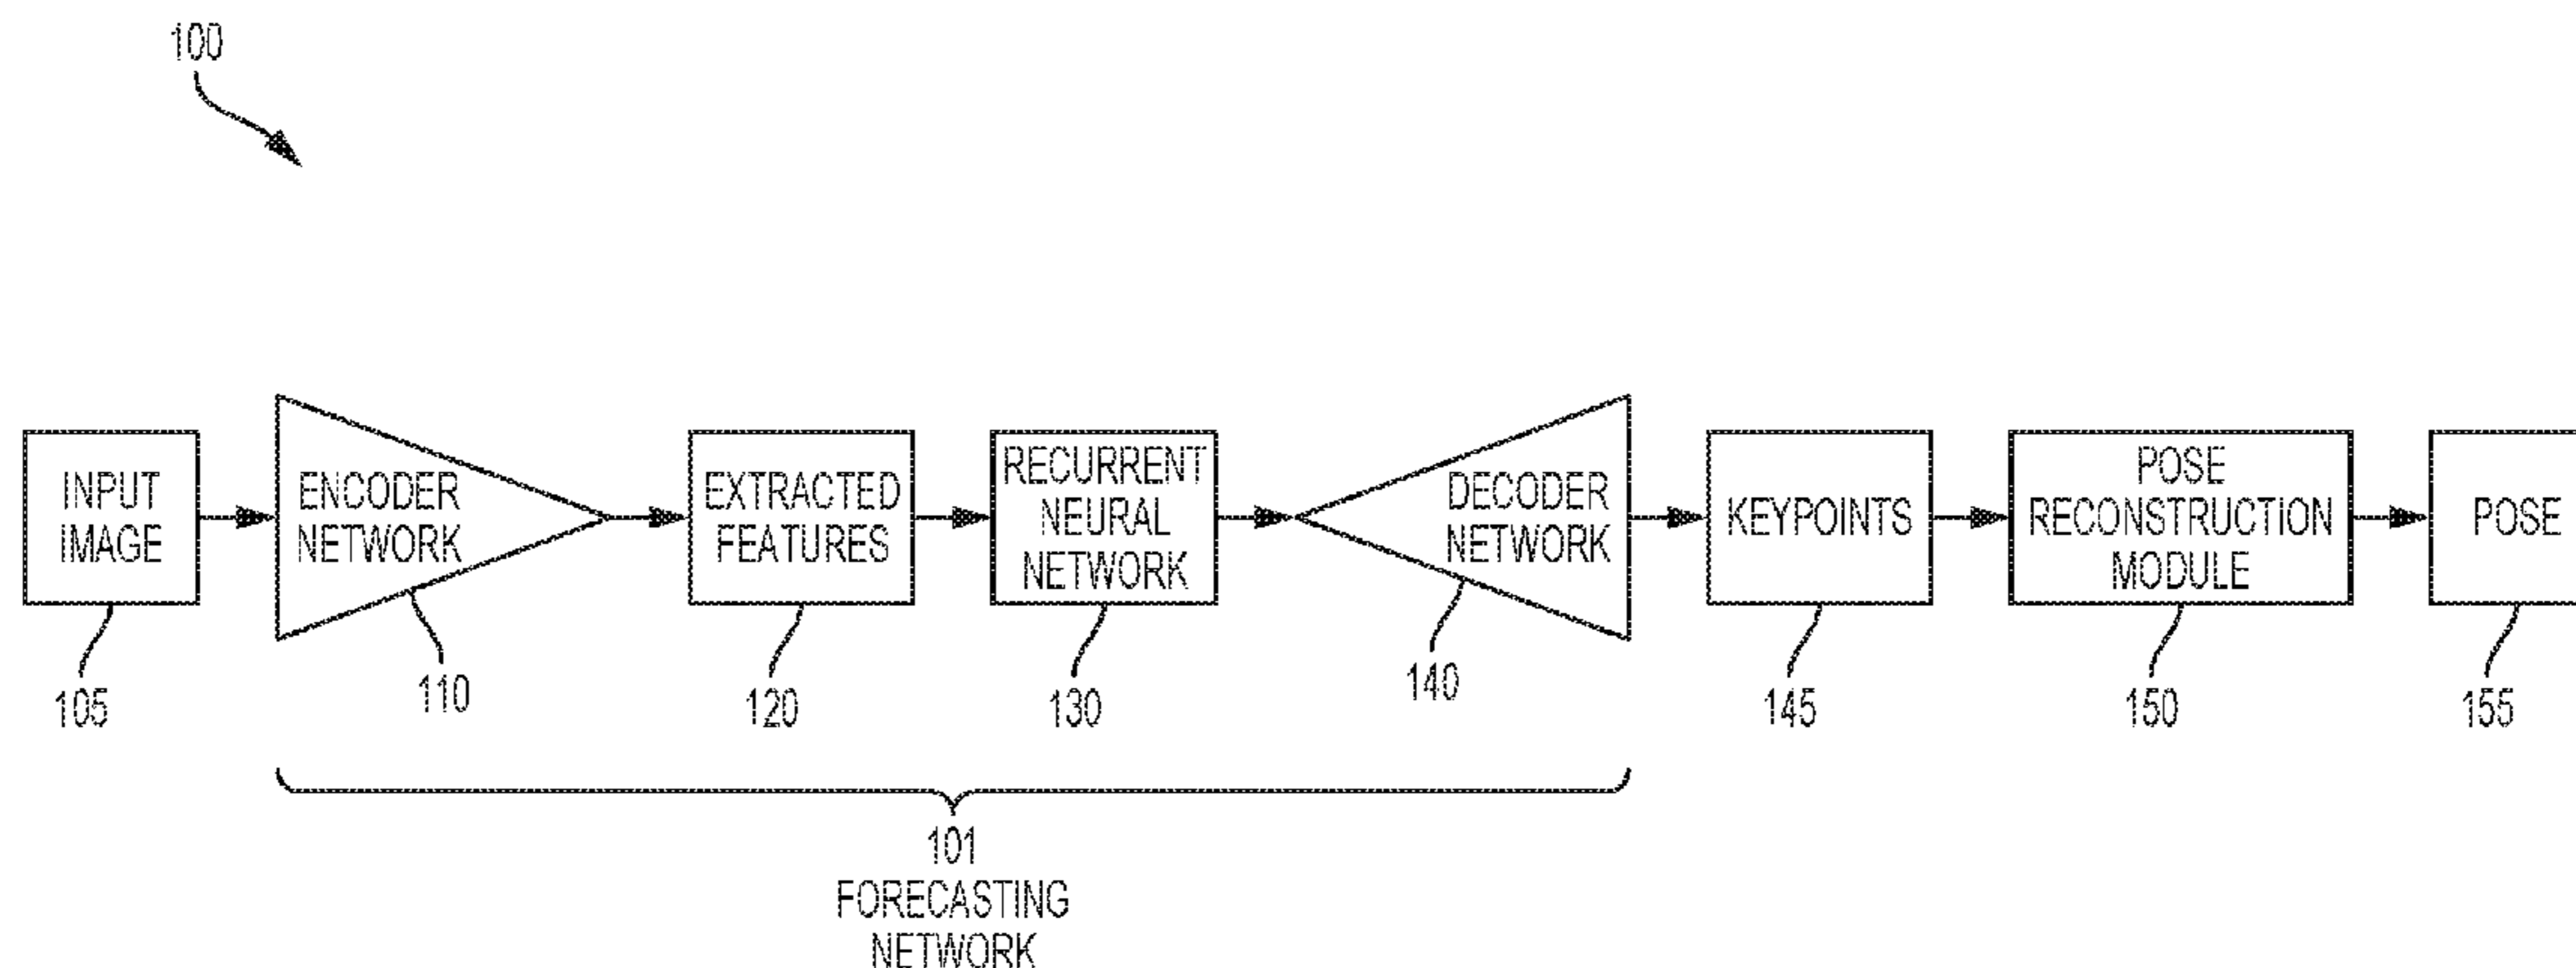 100
INPUT
IMAGE
105
ENCODER
NETWORK
110
EXTRACTED
FEATURES
120
RECURRENT
NEURAL
NETWORK
130
DECODER
NETWORK
140
KEYPOINTS
145
POSE
RECONSTRUCTION
MODULE
150
POSE
155
101
FORECASTING
NETWORK